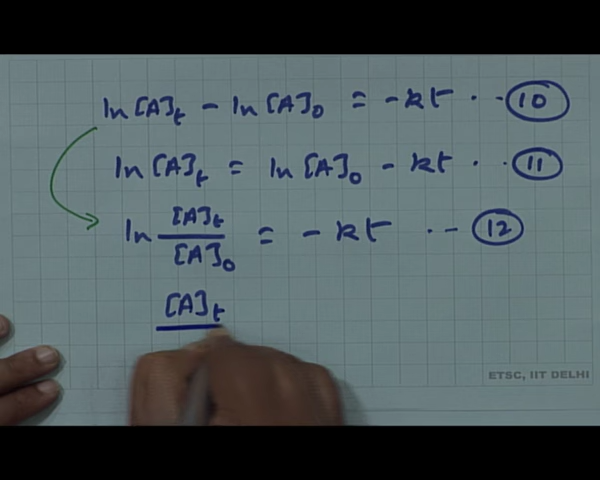 ln [A]t - ln [A]0 = -kt . . 10
ln [A]t = ln [A]0 - kt . . 11
ln [A]t / [A]0 = - kt .. - 12
[A]t
ETSC, IIT DELHI